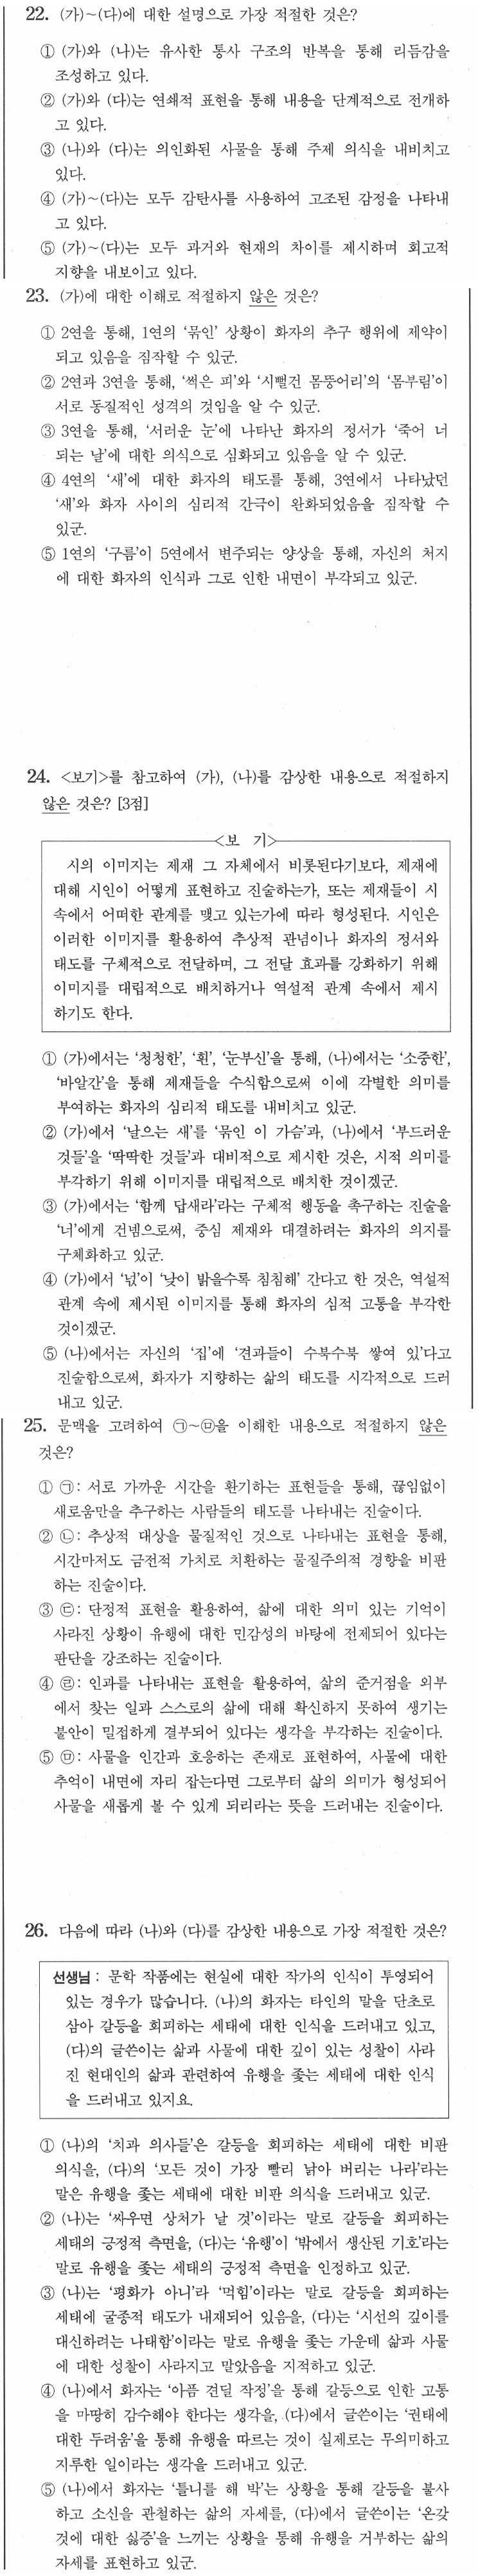 22. (가)~(다)에 대한 설명으로 가장 적절한 것은?
① (가)와 (나)는 유사한 통사 구조의 반복을 통해 리듬감을
조성하고 있다.
② (가)와 (다)는 연쇄적 표현을 통해 내용을 단계적으로 전개하
고 있다.
③ (나)와 (다)는 의인화된 사물을 통해 주제 의식을 내비치고
있다.
④ (가)~(다)는 모두 감탄사를 사용하여 고조된 감정을 나타내
고 있다.
⑤ (가)~(다)는 모두 과거와 현재의 차이를 제시하며 회고적
지향을 내보이고 있다.
23. (가)에 대한 이해로 적절하지 않은 것은?
① 2연을 통해, 1연의 ‘묶인’ 상황이 화자의 추구 행위에 제약이
되고 있음을 짐작할 수 있군.
② 2연과 3연을 통해, ‘썩은 피’와 ‘시뻘건 몸뚱어리’의 ‘몸부림’이
서로 동질적인 성격의 것임을 알 수 있군.
③ 3연을 통해, ‘서러운 눈’에 나타난 화자의 정서가 ‘죽어 너
되는 날’에 대한 의식으로 심화되고 있음을 알 수 있군.
④ 4연의 ‘새’에 대한 화자의 태도를 통해, 3연에서 나타났던
‘새’와 화자 사이의 심리적 간극이 완화되었음을 짐작할 수
있군.
⑤ 1연의 ‘구름’이 5연에서 변주되는 양상을 통해, 자신의 처지
에 대한 화자의 인식과 그로 인한 내면이 부각되고 있군.
24. <보기>를 참고하여 (가), (나)를 감상한 내용으로 적절하지
않은 것은? [3점]
<보 기>
시의 이미지는 제재 그 자체에서 비롯된다기보다, 제재에
대해 시인이 어떻게 표현하고 진술하는가, 또는 제재들이 시
속에서 어떠한 관계를 맺고 있는가에 따라 형성된다. 시인은
이러한 이미지를 활용하여 추상적 관념이나 화자의 정서와
태도를 구체적으로 전달하며, 그 전달 효과를 강화하기 위해
이미지를 대립적으로 배치하거나 역설적 관계 속에서 제시
하기도 한다.
① (가)에서는 ‘청청한’, ‘흰’, ‘눈부신’을 통해, (나)에서는 ‘소중한’,
‘바알간’을 통해 제재들을 수식함으로써 이에 각별한 의미를
부여하는 화자의 심리적 태도를 내비치고 있군.
② (가)에서 ‘날으는 새’를 ‘묶인 이 가슴’과, (나)에서 ‘부드러운
것들’을 ‘딱딱한 것들’과 대비적으로 제시한 것은, 시적 의미를
부각하기 위해 이미지를 대립적으로 배치한 것이겠군.
③ (가)에서는 ‘함께 답새라’라는 구체적 행동을 촉구하는 진술을
‘너’에게 건넴으로써, 중심 제재와 대결하려는 화자의 의지를
구체화하고 있군.
④ (가)에서 ‘넋’이 ‘낮이 밝을수록 침침해’ 간다고 한 것은, 역설적
관계 속에 제시된 이미지를 통해 화자의 심적 고통을 부각한
것이겠군.
⑤ (나)에서는 자신의 ‘집’에 ‘견과들이 수북수북 쌓여 있’다고
진술함으로써, 화자가 지향하는 삶의 태도를 시각적으로 드러
내고 있군.
25. 문맥을 고려하여 ㉠~㉤을 이해한 내용으로 적절하지 않은
것은?
① ㉠: 서로 가까운 시간을 환기하는 표현들을 통해, 끊임없이
새로움만을 추구하는 사람들의 태도를 나타내는 진술이다.
② ㉡: 추상적 대상을 물질적인 것으로 나타내는 표현을 통해,
시간마저도 금전적 가치로 치환하는 물질주의적 경향을 비판
하는 진술이다.
③ ㉢: 단정적 표현을 활용하여, 삶에 대한 의미 있는 기억이
사라진 상황이 유행에 대한 민감성의 바탕에 전제되어 있다는
판단을 강조하는 진술이다.
④ ㉣: 인과를 나타내는 표현을 활용하여, 삶의 준거점을 외부
에서 찾는 일과 스스로의 삶에 대해 확신하지 못하여 생기는
불안이 밀접하게 결부되어 있다는 생각을 부각하는 진술이다.
⑤ ㉤: 사물을 인간과 호응하는 존재로 표현하여, 사물에 대한
추억이 내면에 자리 잡는다면 그로부터 삶의 의미가 형성되어
사물을 새롭게 볼 수 있게 되리라는 뜻을 드러내는 진술이다.
26. 다음에 따라 (나)와 (다)를 감상한 내용으로 가장 적절한 것은?
선생님 : 문학 작품에는 현실에 대한 작가의 인식이 투영되어
있는 경우가 많습니다. (나)의 화자는 타인의 말을 단초로
삼아 갈등을 회피하는 세태에 대한 인식을 드러내고 있고,
(다)의 글쓴이는 삶과 사물에 대한 깊이 있는 성찰이 사라
진 현대인의 삶과 관련하여 유행을 좇는 세태에 대한 인식
을 드러내고 있지요.
① (나)의 ‘치과 의사들’은 갈등을 회피하는 세태에 대한 비판
의식을, (다)의 ‘모든 것이 가장 빨리 낡아 버리는 나라’라는
말은 유행을 좇는 세태에 대한 비판 의식을 드러내고 있군.
② (나)는 ‘싸우면 상처가 날 것’이라는 말로 갈등을 회피하는
세태의 긍정적 측면을, (다)는 ‘유행’이 ‘밖에서 생산된 기호’라는
말로 유행을 좇는 세태의 긍정적 측면을 인정하고 있군.
③ (나)는 ‘평화가 아니’라 ‘먹힘’이라는 말로 갈등을 회피하는
세태에 굴종적 태도가 내재되어 있음을, (다)는 ‘시선의 깊이를
대신하려는 나태함’이라는 말로 유행을 좇는 가운데 삶과 사물
에 대한 성찰이 사라지고 말았음을 지적하고 있군.
④ (나)에서 화자는 ‘아픔 견딜 작정’을 통해 갈등으로 인한 고통
을 마땅히 감수해야 한다는 생각을, (다)에서 글쓴이는 ‘권태에
대한 두려움’을 통해 유행을 따르는 것이 실제로는 무의미하고
지루한 일이라는 생각을 드러내고 있군.
⑤ (나)에서 화자는 ‘틀니를 해 박’는 상황을 통해 갈등을 불사
하고 소신을 관철하는 삶의 자세를, (다)에서 글쓴이는 ‘온갖
것에 대한 싫증’을 느끼는 상황을 통해 유행을 거부하는 삶의
자세를 표현하고 있군.